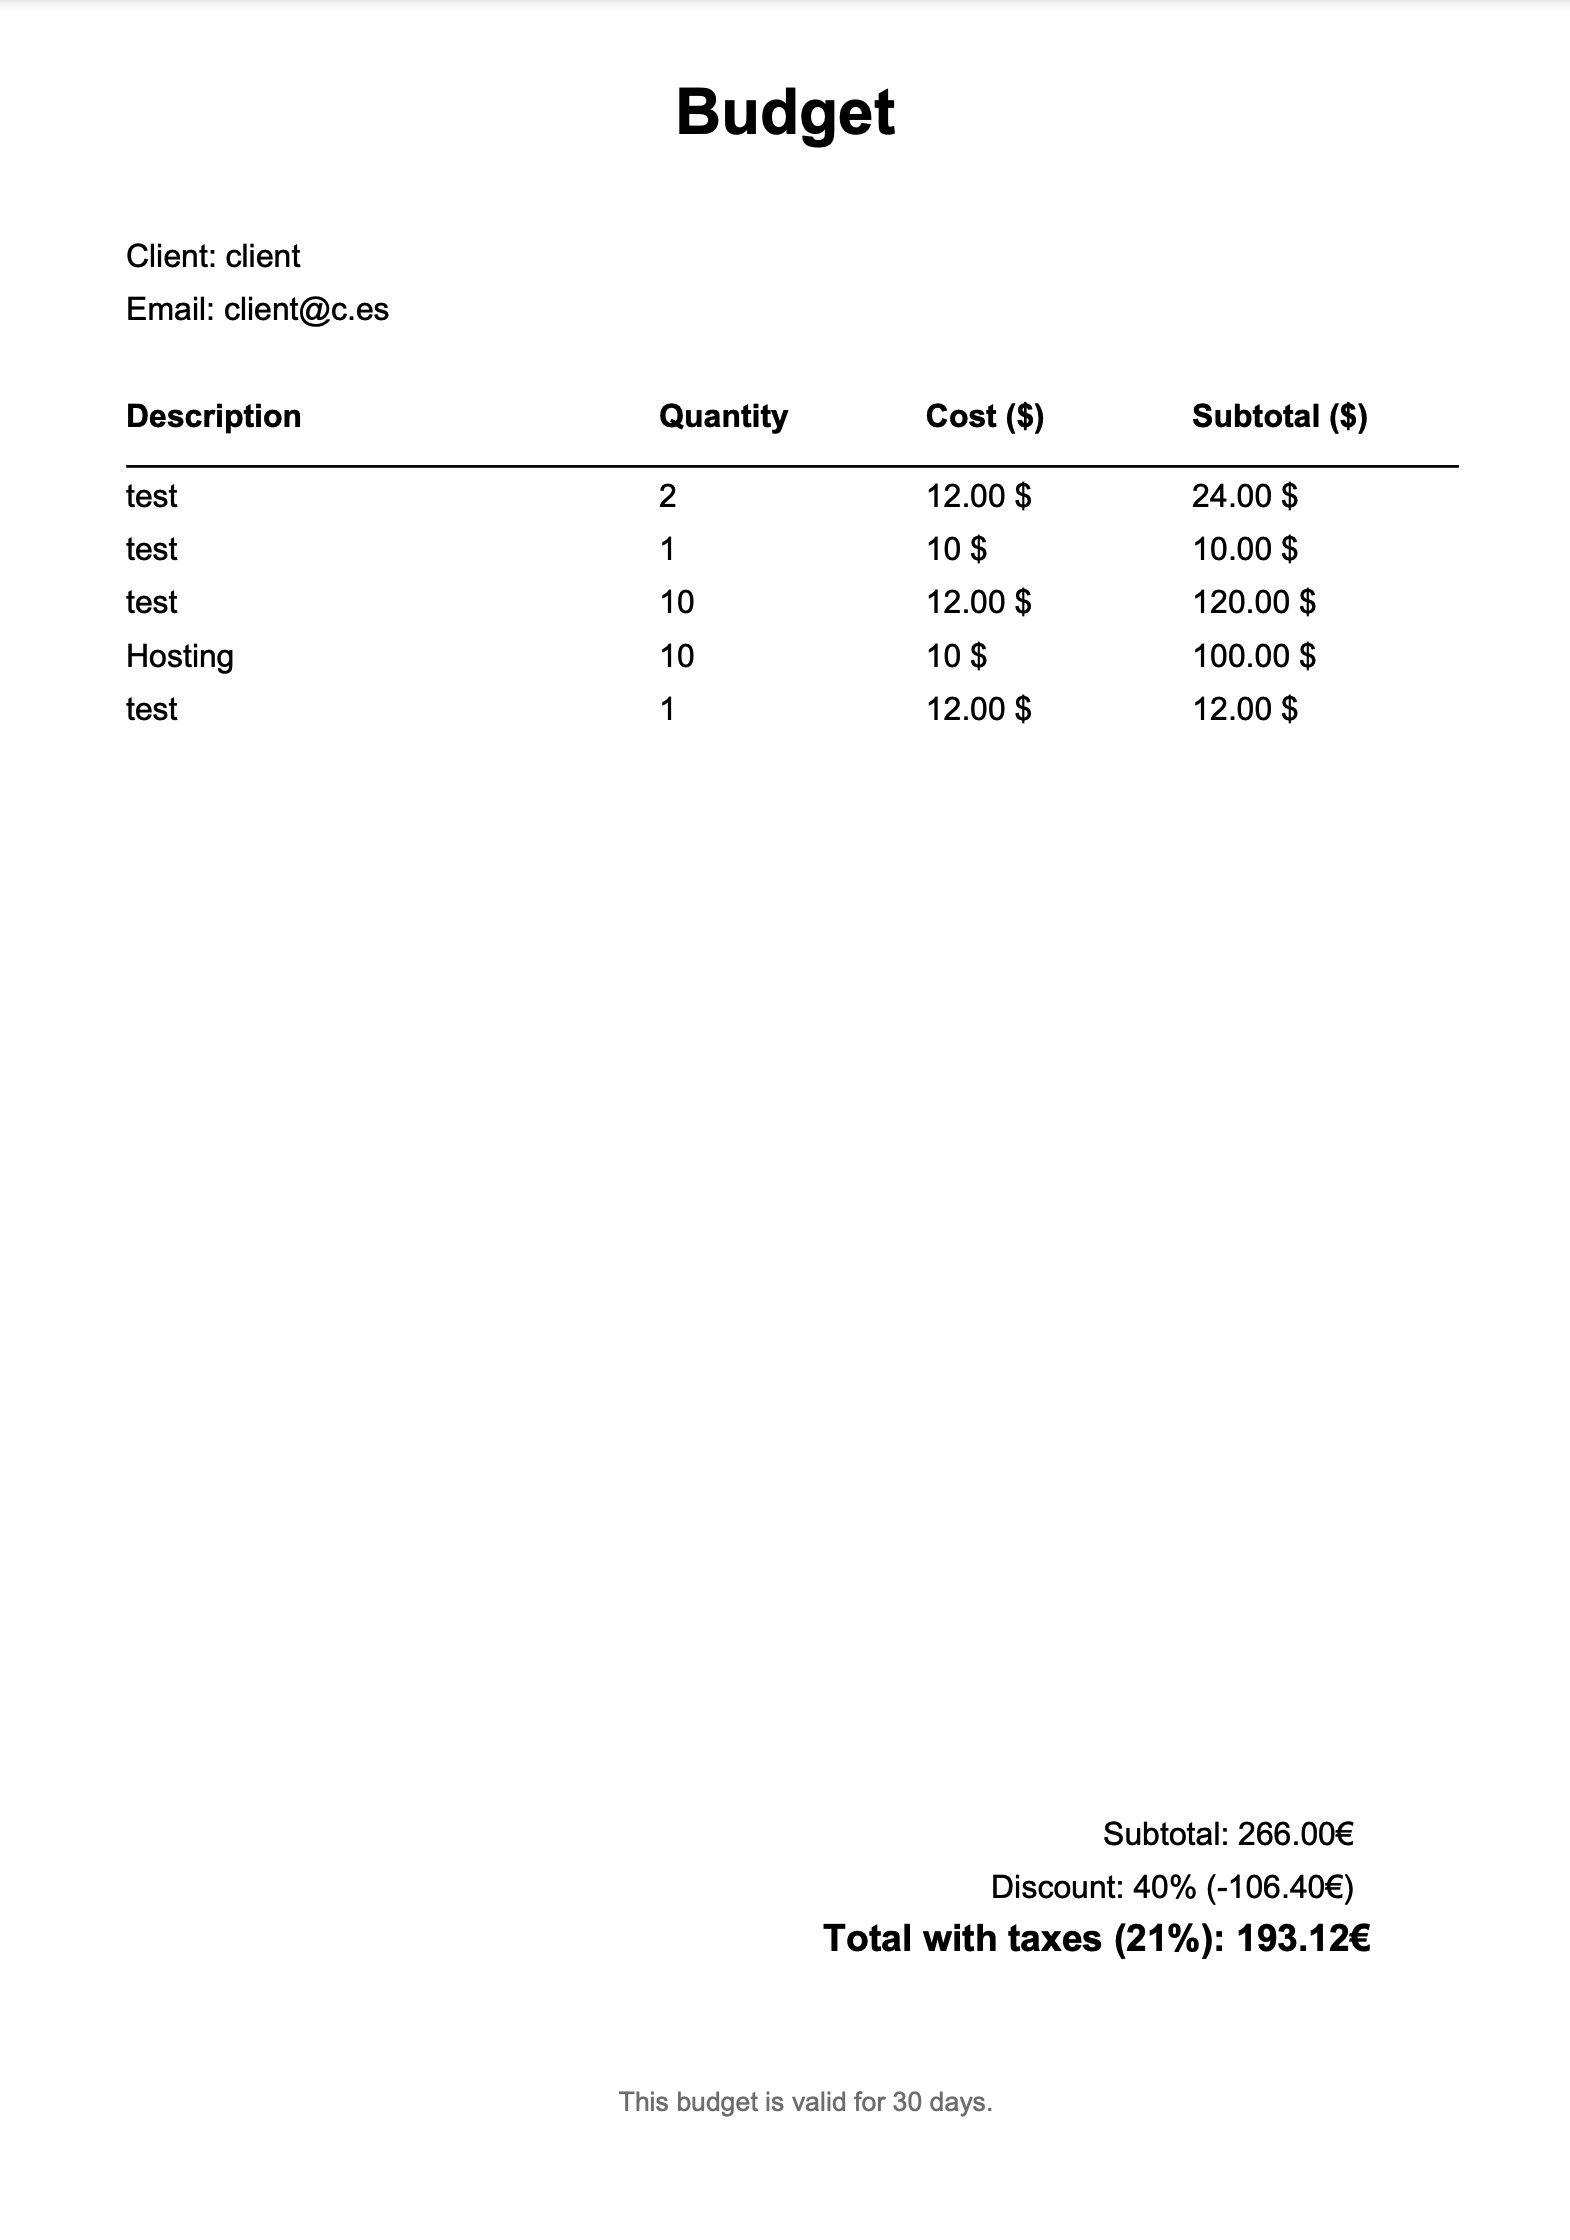 Budget
Client: client
Email: client@c.es
Description Quantity Cost ($) Subtotal ($)
test 2 12.00 $ 24.00 $
test 1 10 $ 10.00 $
test 10 12.00 $ 120.00 $
Hosting 10 10 $ 100.00 $
test 1 12.00 $ 12.00 $
Subtotal: 266.00€
Discount: 40% (-106.40€)
Total with taxes (21%): 193.12€
This budget is valid for 30 days.